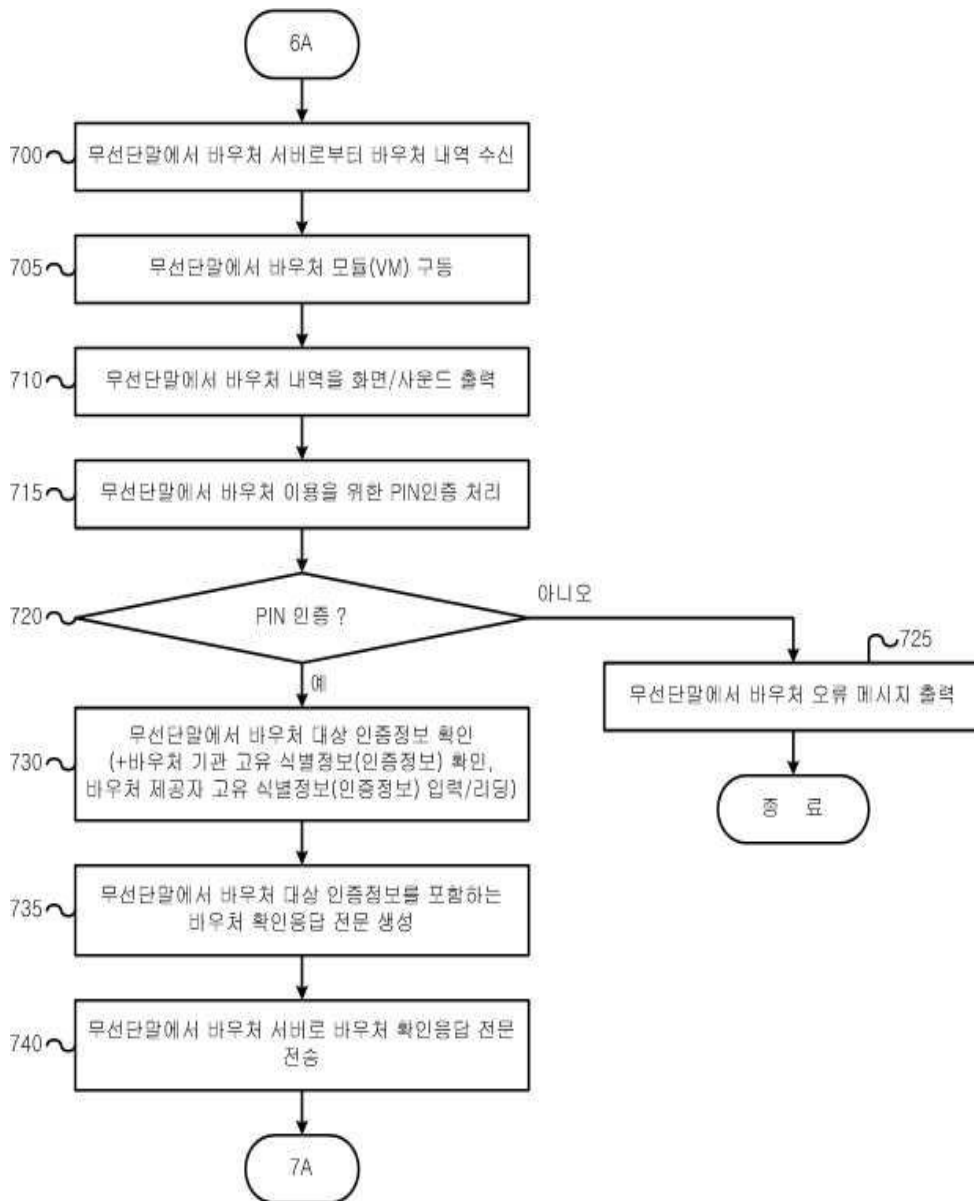 6A
700
무선단말에서 바우처 서버로부터 바우처 내역 수신
705
무선단말에서 바우처 모듈(VM) 구동
710
무선단말에서 바우처 내역을 화면/사운드 출력
715
무선단말에서 바우처 이용을 위한 PIN인증 처리
720
PIN 인증 ?
아니오
예
725
무선단말에서 바우처 오류 메시지 출력
종 료
730
무선단말에서 바우처 대상 인증정보 확인
(+바우처 기관 고유 식별정보(인증정보) 확인,
바우처 제공자 고유 식별정보(인증정보) 입력/리딩)
735
무선단말에서 바우처 대상 인증정보를 포함하는
바우처 확인응답 전문 생성
740
무선단말에서 바우처 서버로 바우처 확인응답 전문
전송
7A